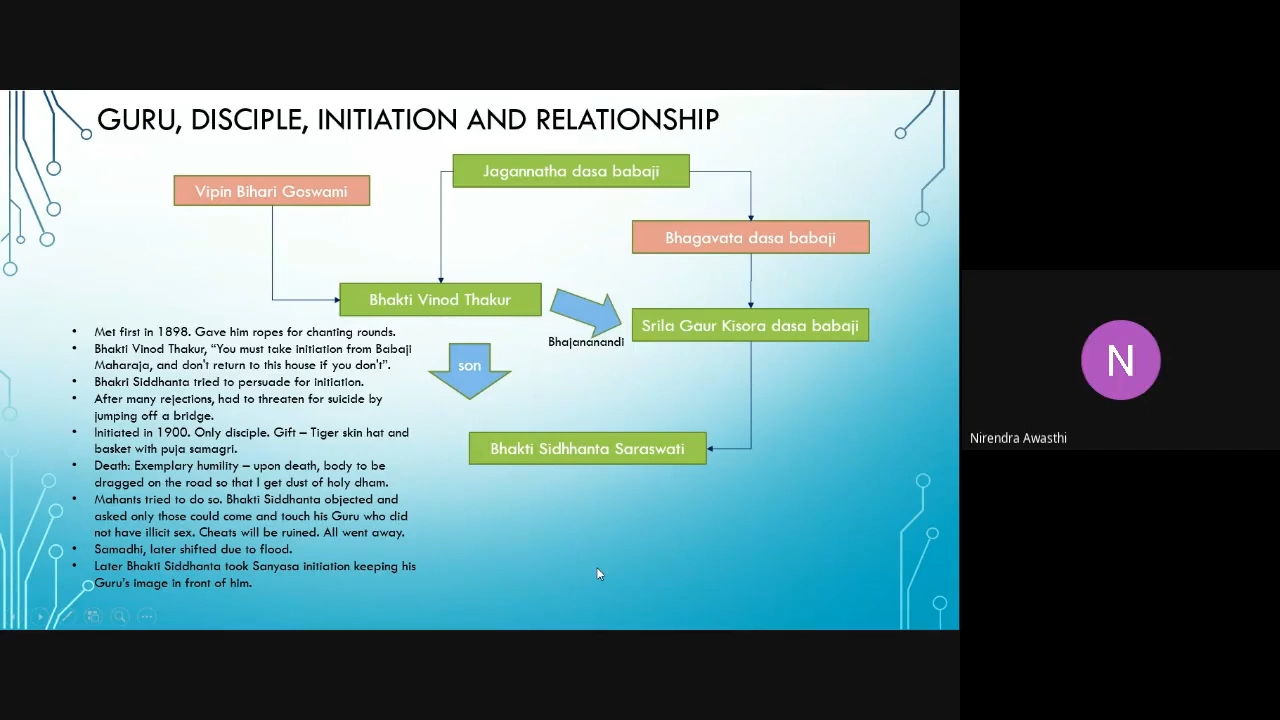 GURU, DISCIPLE, INITIATION AND RELATIONSHIP
Jagannatha dasa babaji
Vipin Bihari Goswami
Bhagavata dasa babaji
Bhakti Vinod Thakur
Srila Gaur Kisora dasa babaji
Bhajananandi
son
Bhakti Sidhhanta Saraswati
• Met first in 1898. Gave him ropes for chanting rounds.
• Bhakti Vinod Thakur, “You must take initiation from Babaji
Maharaja, and don't return to this house if you don't”.
• Bhakri Siddhanta tried to persuade for initiation.
• After many rejections, had to threaten for suicide by
jumping off a bridge.
• Initiated in 1900. Only disciple. Gift – Tiger skin hat and
basket with puja samagri.
• Death: Exemplary humility – upon death, body to be
dragged on the road so that I get dust of holy dham.
• Mahants tried to do so. Bhakti Siddhanta objected and
asked only those could come and touch his Guru who did
not have illicit sex. Cheats will be ruined. All went away.
• Samadhi, later shifted due to flood.
• Later Bhakti Siddhanta took Sanyasa initiation keeping his
Guru's image in front of him.
N
Nirendra Awasthi